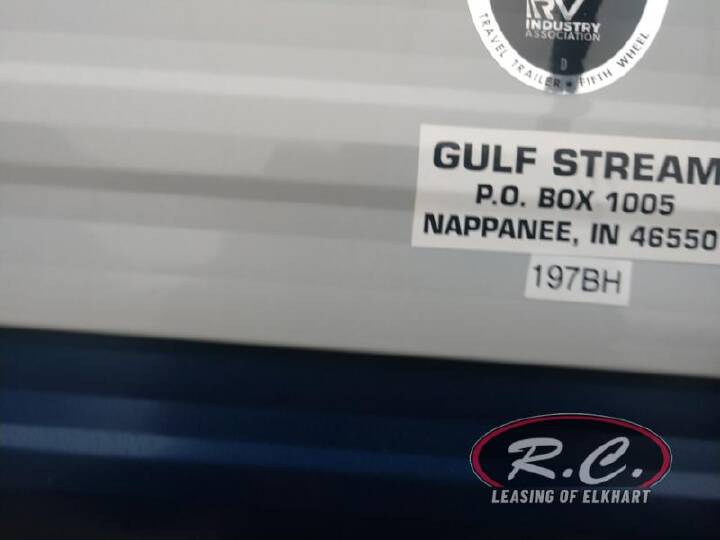 RV
INDUSTRY
ASSOCIATION
D
TRAVEL TRAILER • FIFTH WHEEL
GULF STREAM
P.O. BOX 1005
NAPPANEE, IN 46550
197BH
R.C.
LEASING OF ELKHART